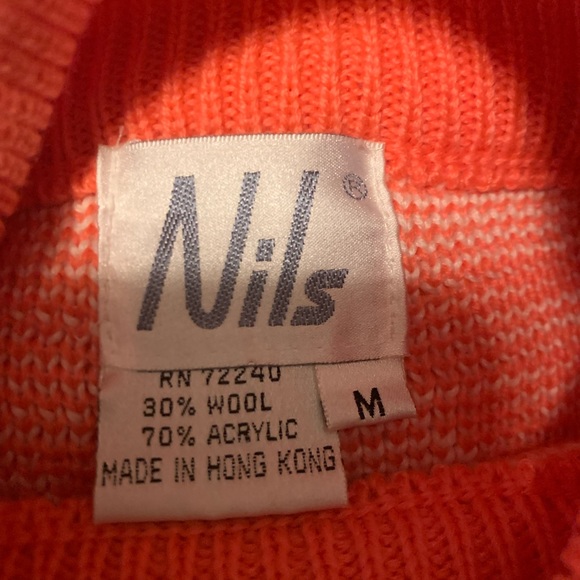 Nils ®
RN 72240
30% WOOL
70% ACRYLIC
MADE IN HONG KONG
M